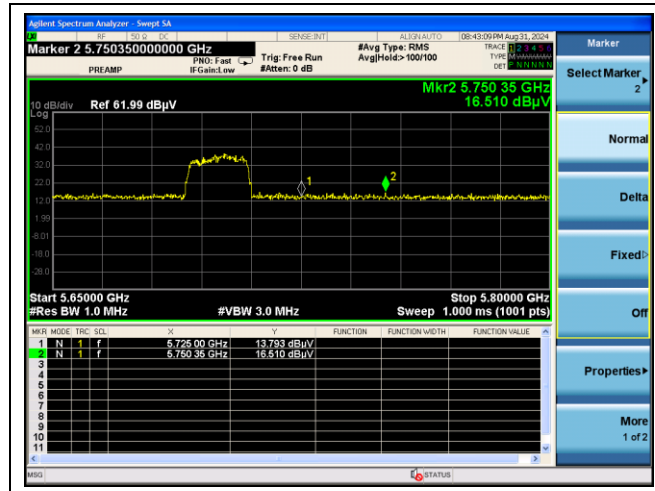 Agilent Spectrum Analyzer - Swept SA
RF 50 Ω DC SENSE:INT ALIGN AUTO 08:43:09 PM Aug 31, 2024
Marker 2 5.750350000000 GHz
PREAMP
PNO: Fast
IFGain:Low
Trig: Free Run
#Atten: 0 dB
#Avg Type: RMS
Avg|Hold:> 100/100
TRACE 1 2 3 4 5 6
TYPE
DET P N N N N N
Mkr2 5.750 35 GHz
16.510 dBµV
10 dB/div Ref 61.99 dBµV
Log
52.0
42.0
32.0
22.0
12.0
1.99
-8.01
-18.0
-28.0
1
2
Start 5.65000 GHz Stop 5.80000 GHz
#Res BW 1.0 MHz #VBW 3.0 MHz Sweep 1.000 ms (1001 pts)
MKR MODE TRC SCL X Y FUNCTION FUNCTION WIDTH FUNCTION VALUE
1 N 1 f 5.725 00 GHz 13.793 dBµV
2 N 1 f 5.750 35 GHz 16.510 dBµV
3
4
5
6
7
8
9
10
11
MSG STATUS
Marker
Select Marker
2
Normal
Delta
Fixed
Off
Properties
More
1 of 2